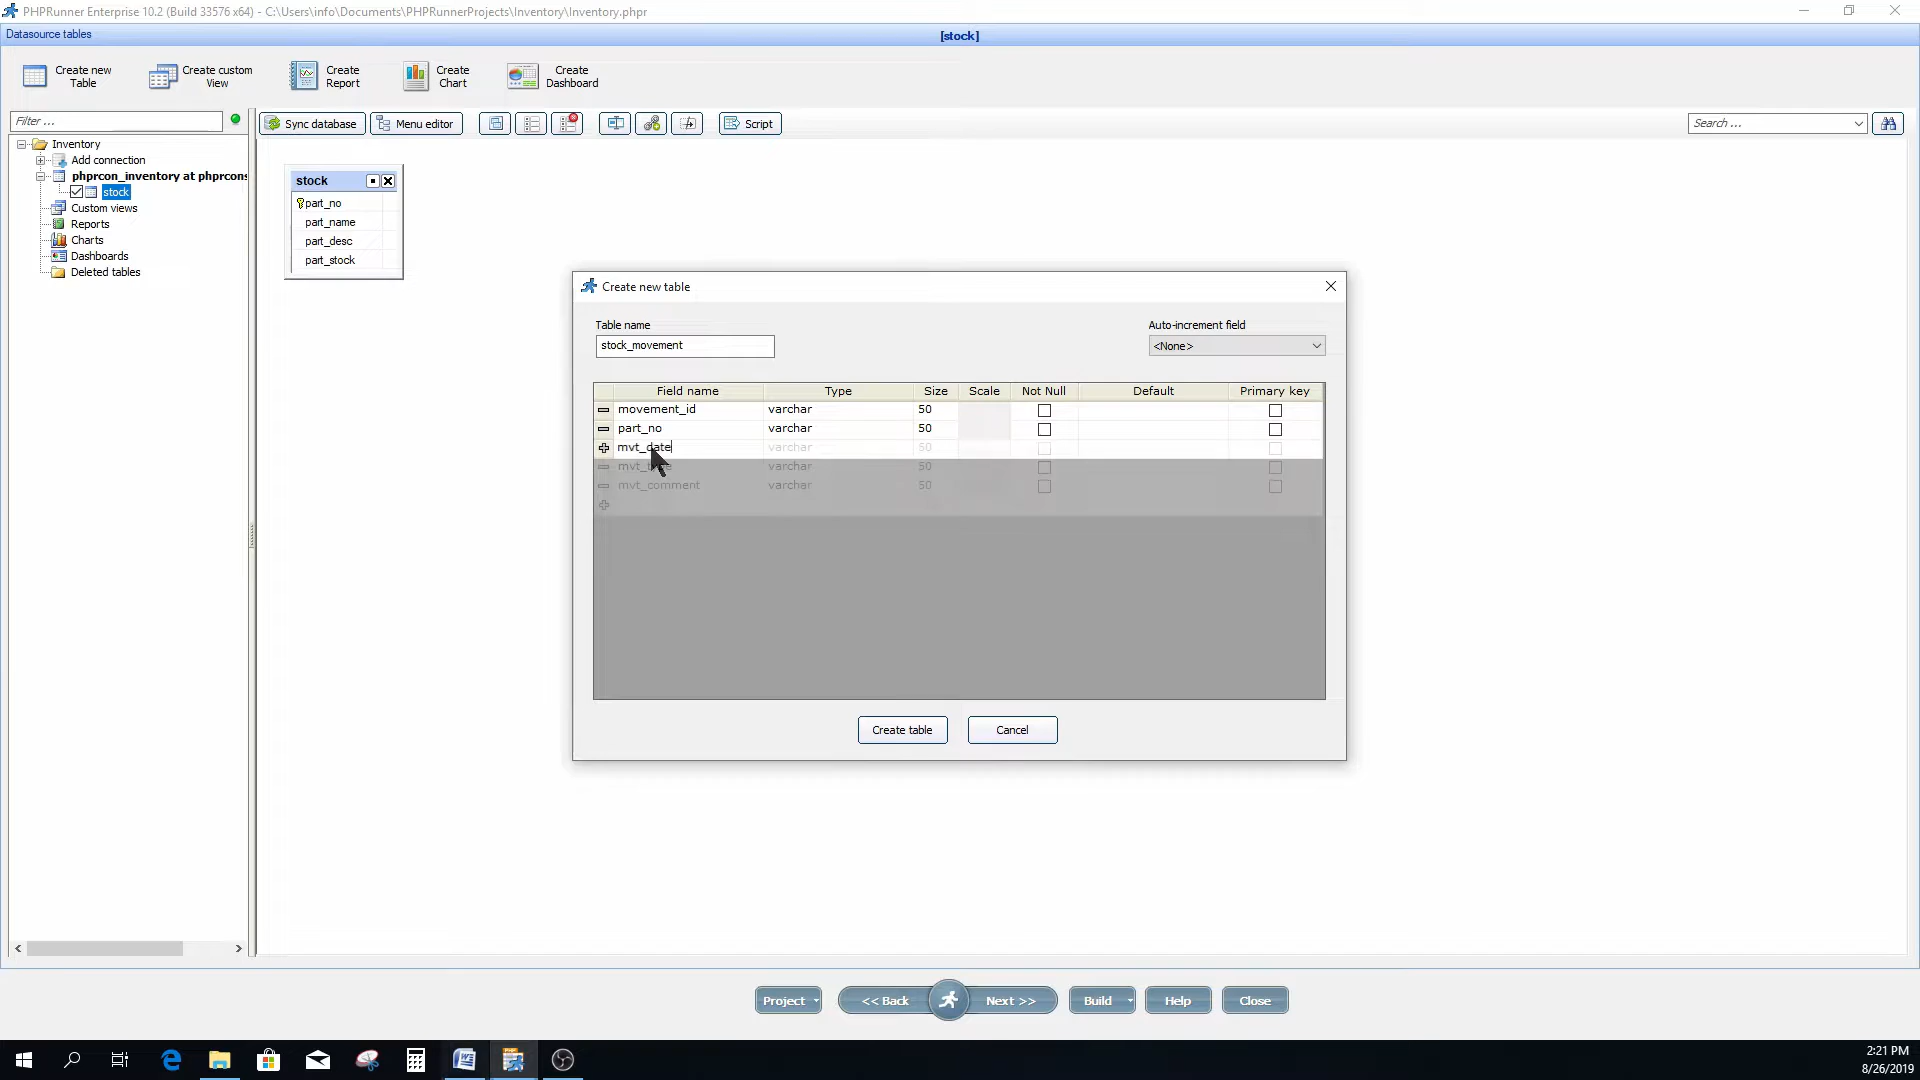 PHPRunner Enterprise 10.2 (Build 33576 x64) - C:\Users\info\Documents\PHPRunnerProjects\Inventory\Inventory.phpr
Datasource tables
[stock]
Create new Table
Create custom View
Create Report
Create Chart
Create Dashboard
Filter ...
Sync database
Menu editor
Script
Search ...
Inventory
Add connection
phprcon_inventory at phprcons
stock
Custom views
Reports
Charts
Dashboards
Deleted tables
stock
part_no
part_name
part_desc
part_stock
Create new table
Table name
Auto-increment field
stock_movement
<None>
Field name Type Size Scale Not Null Default Primary key
movement_id varchar 50
part_no varchar 50
mvt_date varchar 50
varchar 50
mvt_comment varchar 50
Create table
Cancel
Project
<< Back
Next >>
Build
Help
Close
2:21 PM
8/26/2019